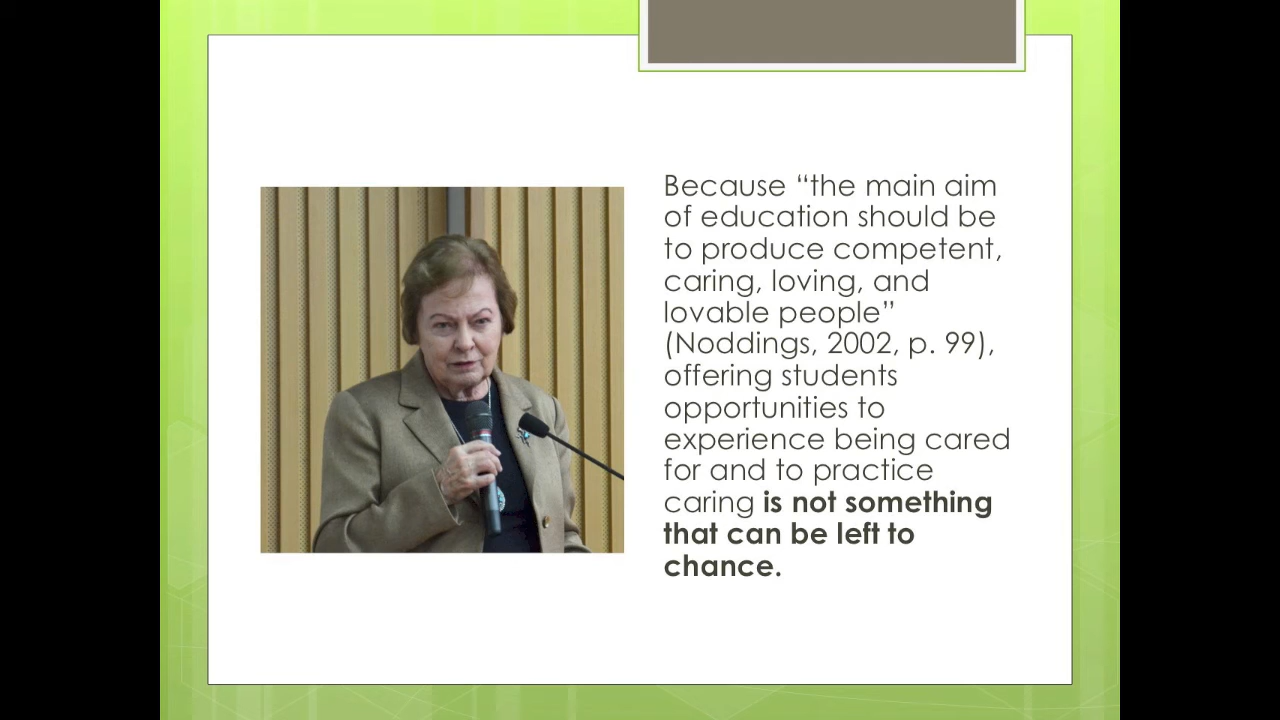 Because “the main aim
of education should be
to produce competent,
caring, loving, and
lovable people”
(Noddings, 2002, p. 99),
offering students
opportunities to
experience being cared
for and to practice
caring is not something
that can be left to
chance.